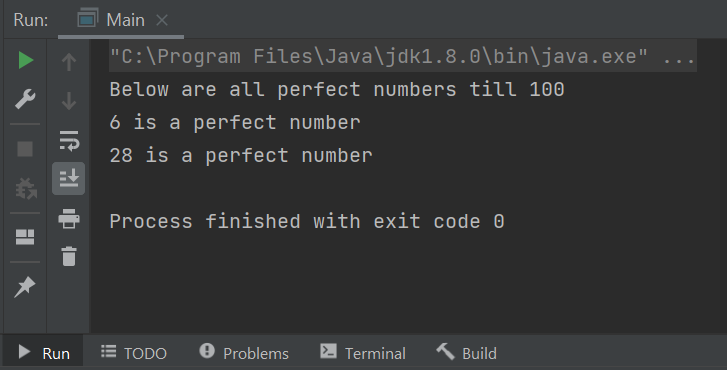 Run: Main
"C:\Program Files\Java\jdk1.8.0\bin\java.exe" ...
Below are all perfect numbers till 100
6 is a perfect number
28 is a perfect number
Process finished with exit code 0
Run TODO Problems Terminal Build